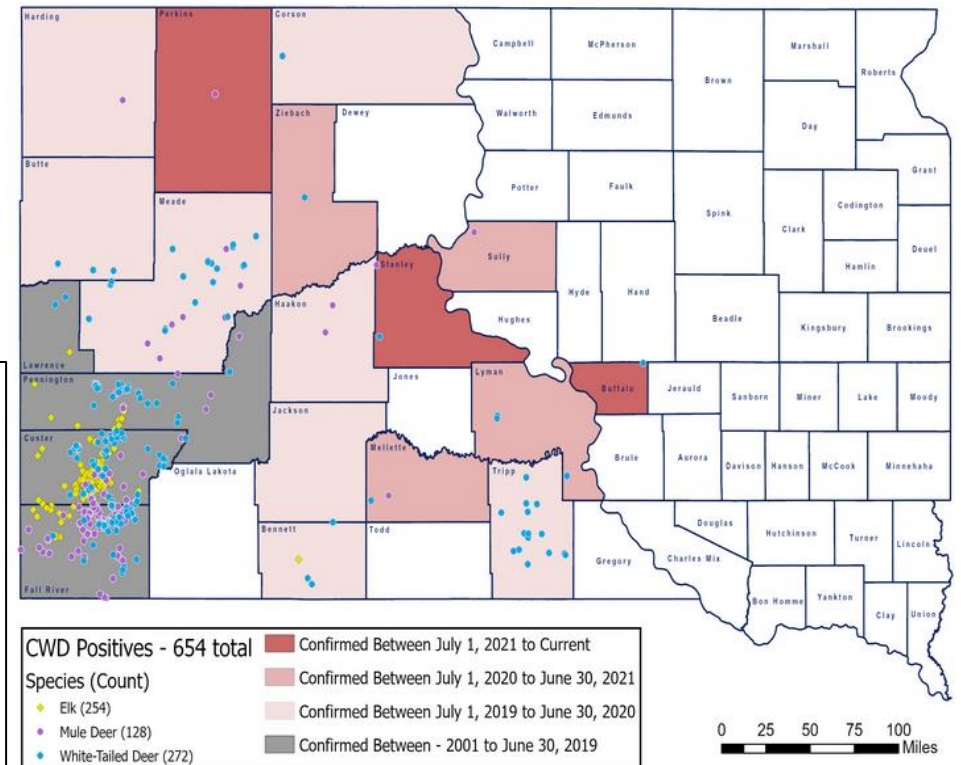 Harding
Perkins
Corson
Campbell
McPherson
Brown
Marshall
Roberts
Walworth
Edmunds
Day
Ziebach
Dewey
Grant
Butte
Meade
Potter
Faulk
Spink
Clark
Codington
Deuel
Hamlin
Sully
Stanley
Hyde
Hand
Haakon
Hughes
Beadle
Kingsbury
Brookings
Lawrence
Pennington
Jones
Lyman
Buffalo
Jerauld
Sanborn
Miner
Lake
Moody
Jackson
Custer
Mellette
Oglala Lakota
Tripp
Brule
Aurora
Davison
Hanson
McCook
Minnehaha
Bennett
Todd
Gregory
Douglas
Charles Mix
Hutchinson
Turner
Lincoln
Fall River
Bon Homme
Yankton
Clay
Union
CWD Positives - 654 total
Species (Count)
Elk (254)
Mule Deer (128)
White-Tailed Deer (272)
Confirmed Between July 1, 2021 to Current
Confirmed Between July 1, 2020 to June 30, 2021
Confirmed Between July 1, 2019 to June 30, 2020
Confirmed Between - 2001 to June 30, 2019
0 25 50 75 100
Miles